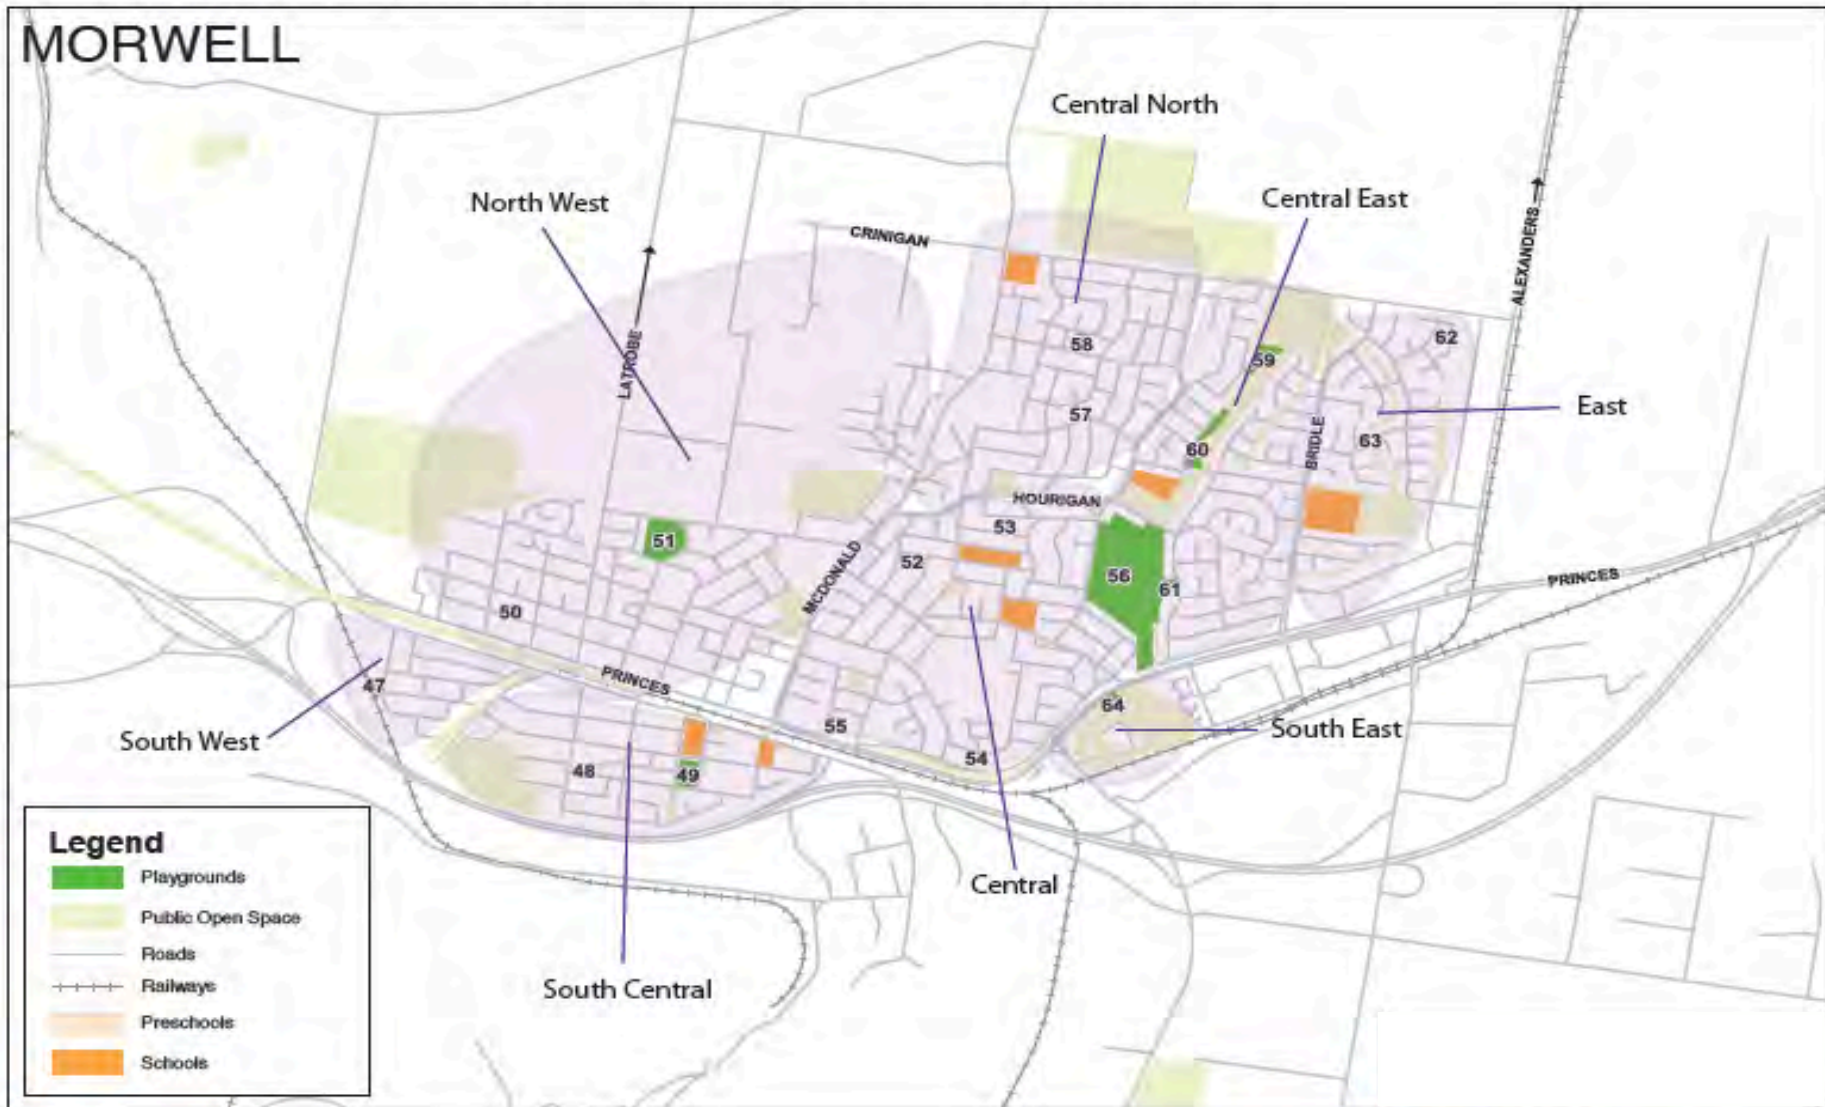 MORWELL
Central North
North West
Central East
CRINIGAN
ALEXANDERS
LATROBE
58
59
62
57
East
BRIDLE
60
63
HOURIGAN
51
53
52
MCDONALD
56
61
PRINCES
50
PRINCES
47
South West
55
64
South East
48
49
54
Central
South Central
Legend
Playgrounds
Public Open Space
Roads
Railways
Preschools
Schools